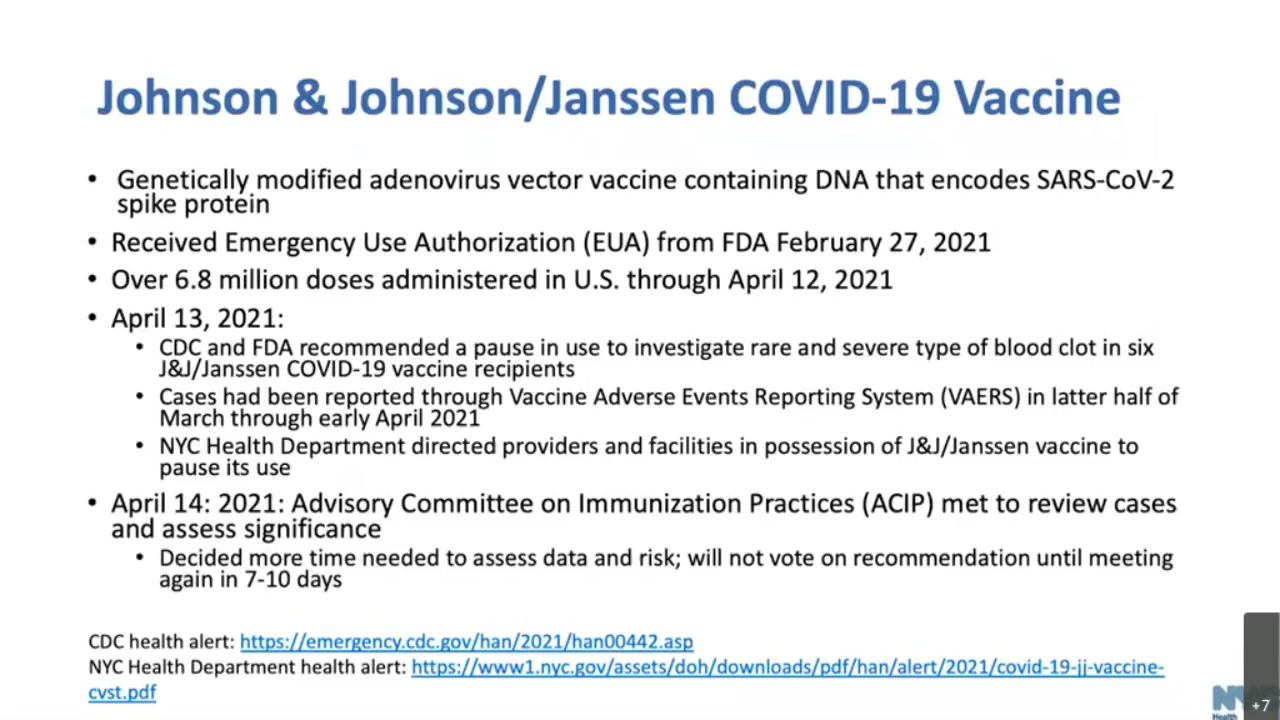 Johnson & Johnson/Janssen COVID-19 Vaccine
• Genetically modified adenovirus vector vaccine containing DNA that encodes SARS-CoV-2
spike protein
• Received Emergency Use Authorization (EUA) from FDA February 27, 2021
• Over 6.8 million doses administered in U.S. through April 12, 2021
• April 13, 2021:
• CDC and FDA recommended a pause in use to investigate rare and severe type of blood clot in six
J&J/Janssen COVID-19 vaccine recipients
• Cases had been reported through Vaccine Adverse Events Reporting System (VAERS) in latter half of
March through early April 2021
• NYC Health Department directed providers and facilities in possession of J&J/Janssen vaccine to
pause its use
• April 14: 2021: Advisory Committee on Immunization Practices (ACIP) met to review cases
and assess significance
• Decided more time needed to assess data and risk; will not vote on recommendation until meeting
again in 7-10 days
CDC health alert: https://emergency.cdc.gov/han/2021/han00442.asp
NYC Health Department health alert: https://www1.nyc.gov/assets/doh/downloads/pdf/han/alert/2021/covid-19-jj-vaccine-
cvst.pdf
Health
+7